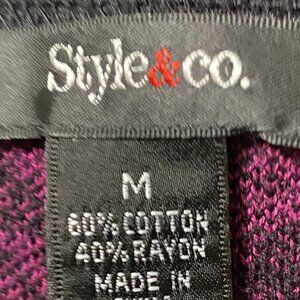 Style&co.
M
60% COTTON
40% RAYON
MADE IN